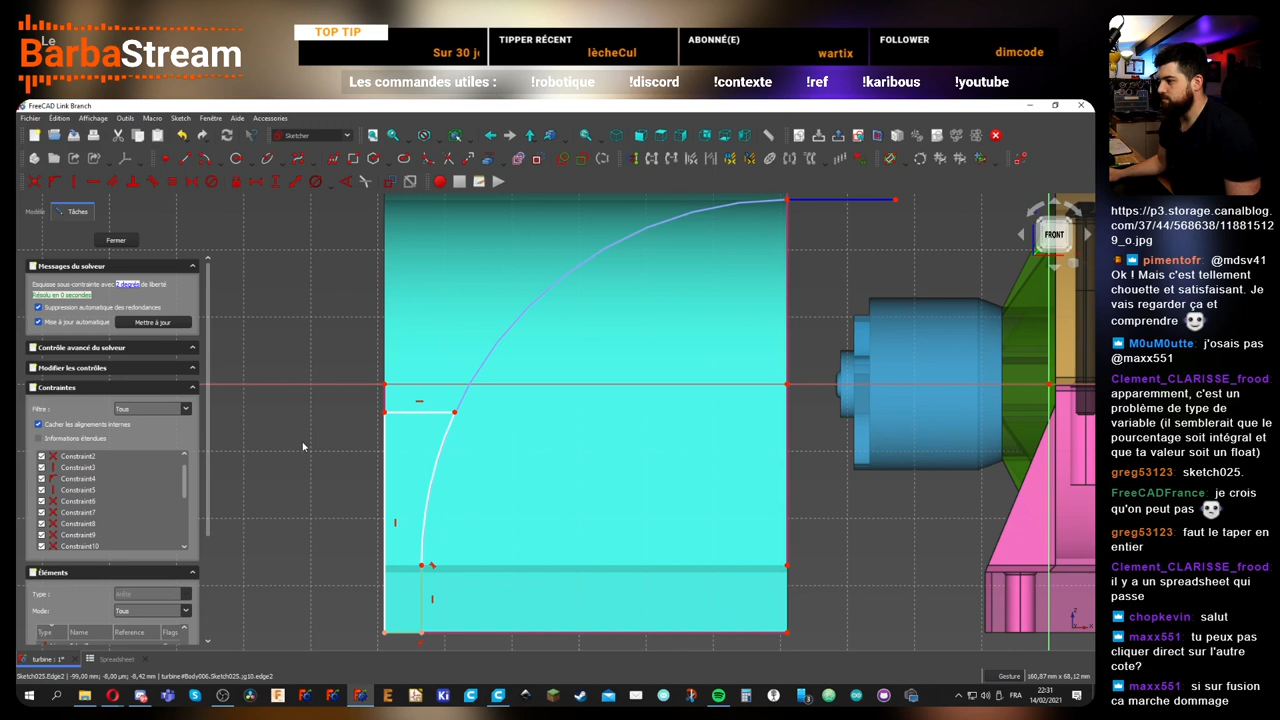 Le
BarbaStream
TOP TIP
Sur 30 j
TIPPER RÉCENT
lècheCul
ABONNÉ(E)
wartix
FOLLOWER
dimcode
Les commandes utiles : !robotique !discord !contexte !ref !karibous !youtube
FreeCAD Link Branch
Fichier Édition Affichage Outils Macro Sketch Fenêtre Aide Accessories
Sketcher
Modèle Tâches
Fermer
Messages du solveur
Esquisse sous-contrainte avec 2 degrés de liberté
Résolu en 0 secondes
Suppression automatique des redondances
Mise à jour automatique Mettre à jour
Contrôle avancé du solveur
Modifier les contrôles
Contraintes
Filtre : Tous
Cacher les alignements internes
Informations étendues
Constraint2
Constraint3
Constraint4
Constraint5
Constraint6
Constraint7
Constraint8
Constraint9
Constraint10
Éléments
Type : Arête
Mode: Tous
Type Name Reference Flags
FRONT
turbine : 1* Spreadsheet
Gesture 160,87 mm x 68,12 mm
FR
22:31
14/02/2021
https://p3.storage.canalblog.
com/37/44/568638/11881512
9_o.jpg
pimentofr: @mdsv41
Ok ! Mais c'est tellement
chouette et satisfaisant. Je
vais regarder ça et
comprendre
M0uM0utte: j'osais pas
@maxx551
Clement_CLARISSE_frood:
apparemment, c'est un
problème de type de
variable (il semblerait que le
pourcentage soit intégral et
que ta valeur soit un float)
greg53123: sketch025.
FreeCADFrance: je crois
qu'on peut pas
greg53123: faut le taper en
entier
Clement_CLARISSE_frood:
il y a un spreadsheet qui
passe
chopkevin: salut
maxx551: tu peux pas
cliquer direct sur l'autre
cote?
maxx551: si sur fusion
ca marche dommage